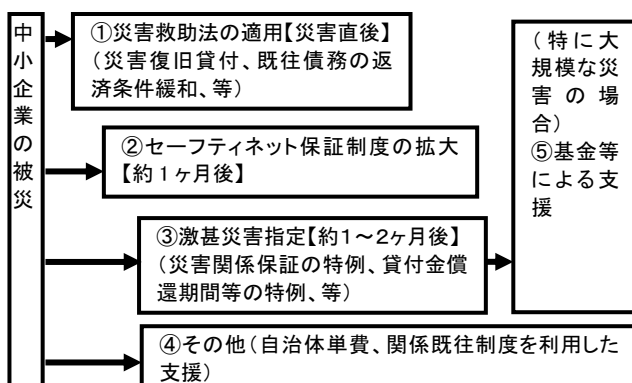 中小企業の被災
①災害救助法の適用【災害直後】
(災害復旧貸付、既往債務の返
済条件緩和、等)
②セーフティネット保証制度の拡大
【約1ヶ月後】
③激甚災害指定【約1~2ヶ月後】
(災害関係保証の特例、貸付金償
還期間等の特例、等)
④その他(自治体単費、関係既往制度を利用した
支援)
(特に大
規模な災
害の場
合)
⑤基金等
による支
援